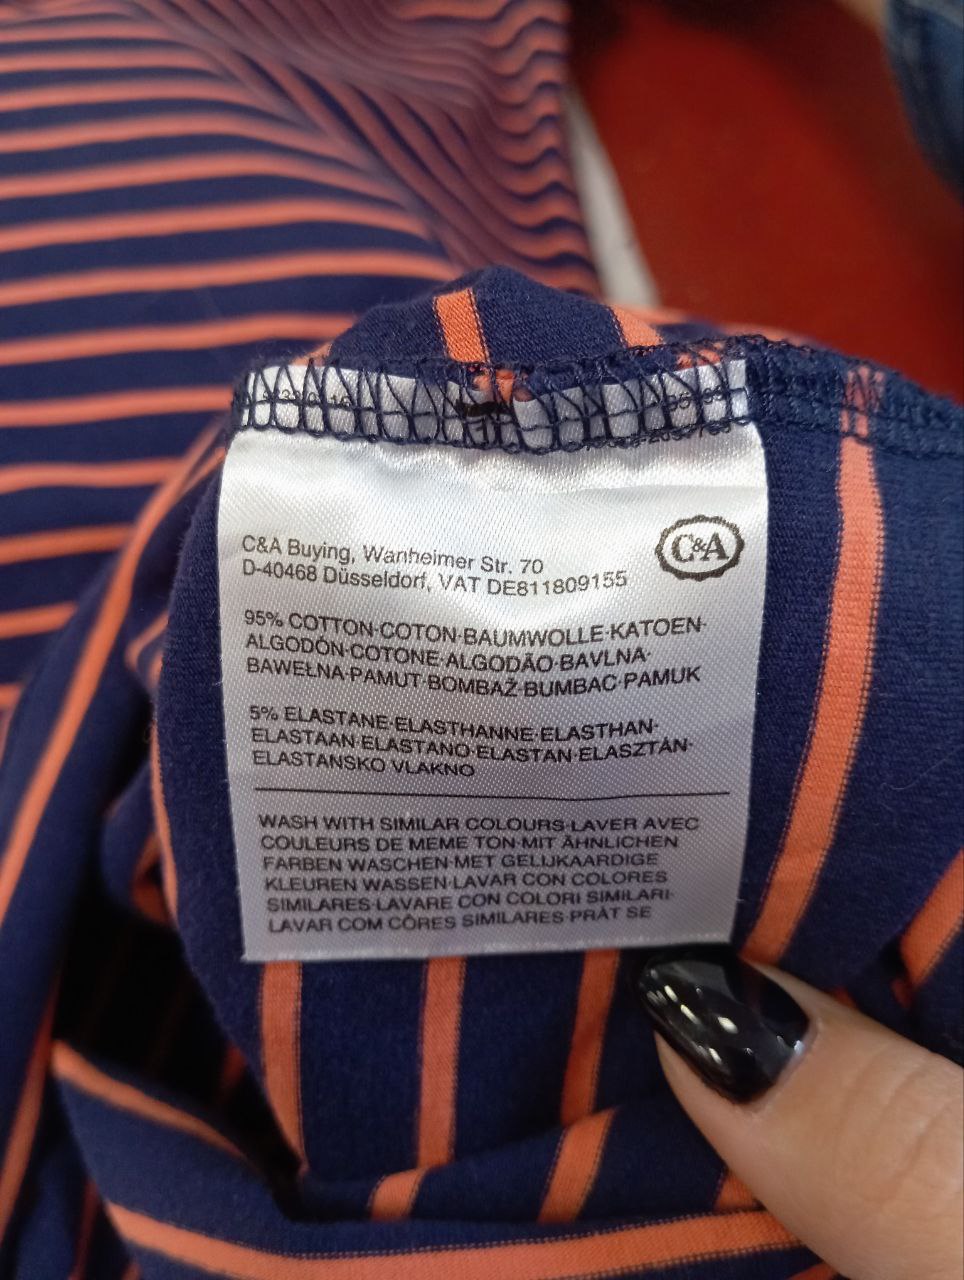 C&A Buying, Wanheimer Str. 70
D-40468 Düsseldorf, VAT DE811809155
C&A
95% COTTON·COTON·BAUMWOLLE·KATOEN·
ALGODÓN·COTONE·ALGODÃO·BAVLNA·
BAWEŁNA·PAMUT·BOMBAŽ·BUMBAC·PAMUK
5% ELASTANE·ELASTHANNE·ELASTHAN·
ELASTAAN·ELASTANO·ELASTAN·ELASZTÁN·
ELASTANSKO VLAKNO
WASH WITH SIMILAR COLOURS·LAVER AVEC
COULEURS DE MEME TON·MIT ÄHNLICHEN
FARBEN WASCHEN·MET GELIJKAARDIGE
KLEUREN WASSEN·LAVAR CON COLORES
SIMILARES·LAVARE CON COLORI SIMILARI·
LAVAR COM CÔRES SIMILARES·PRÁT SE